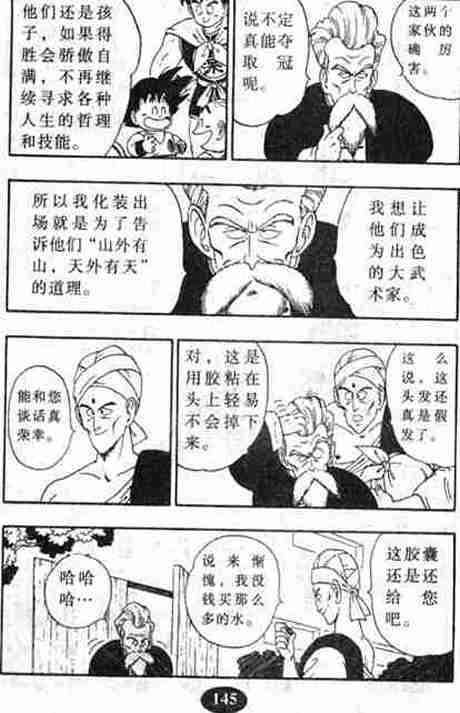 这两个
家伙的
确厉
害。
说不定
真能夺
取冠
呢。
他们还是孩
子，如果得
胜会骄傲自
满，不再继
续寻求各种
人生的哲理
和技能。
我想让
他们成
为出色
的大武
术家。
所以我化装出
场就是为了告
诉他们“山外有
山，天外有天”
的道理。
这么
说，这
头发还
真是假
发了。
对，这是
用胶粘在
头上轻易
不会掉下
来。
能和您
谈话真
荣幸。
这胶囊
还是还
给您
吧。
说来惭
愧，我没
钱买那么
多的水。
哈哈
哈…
145